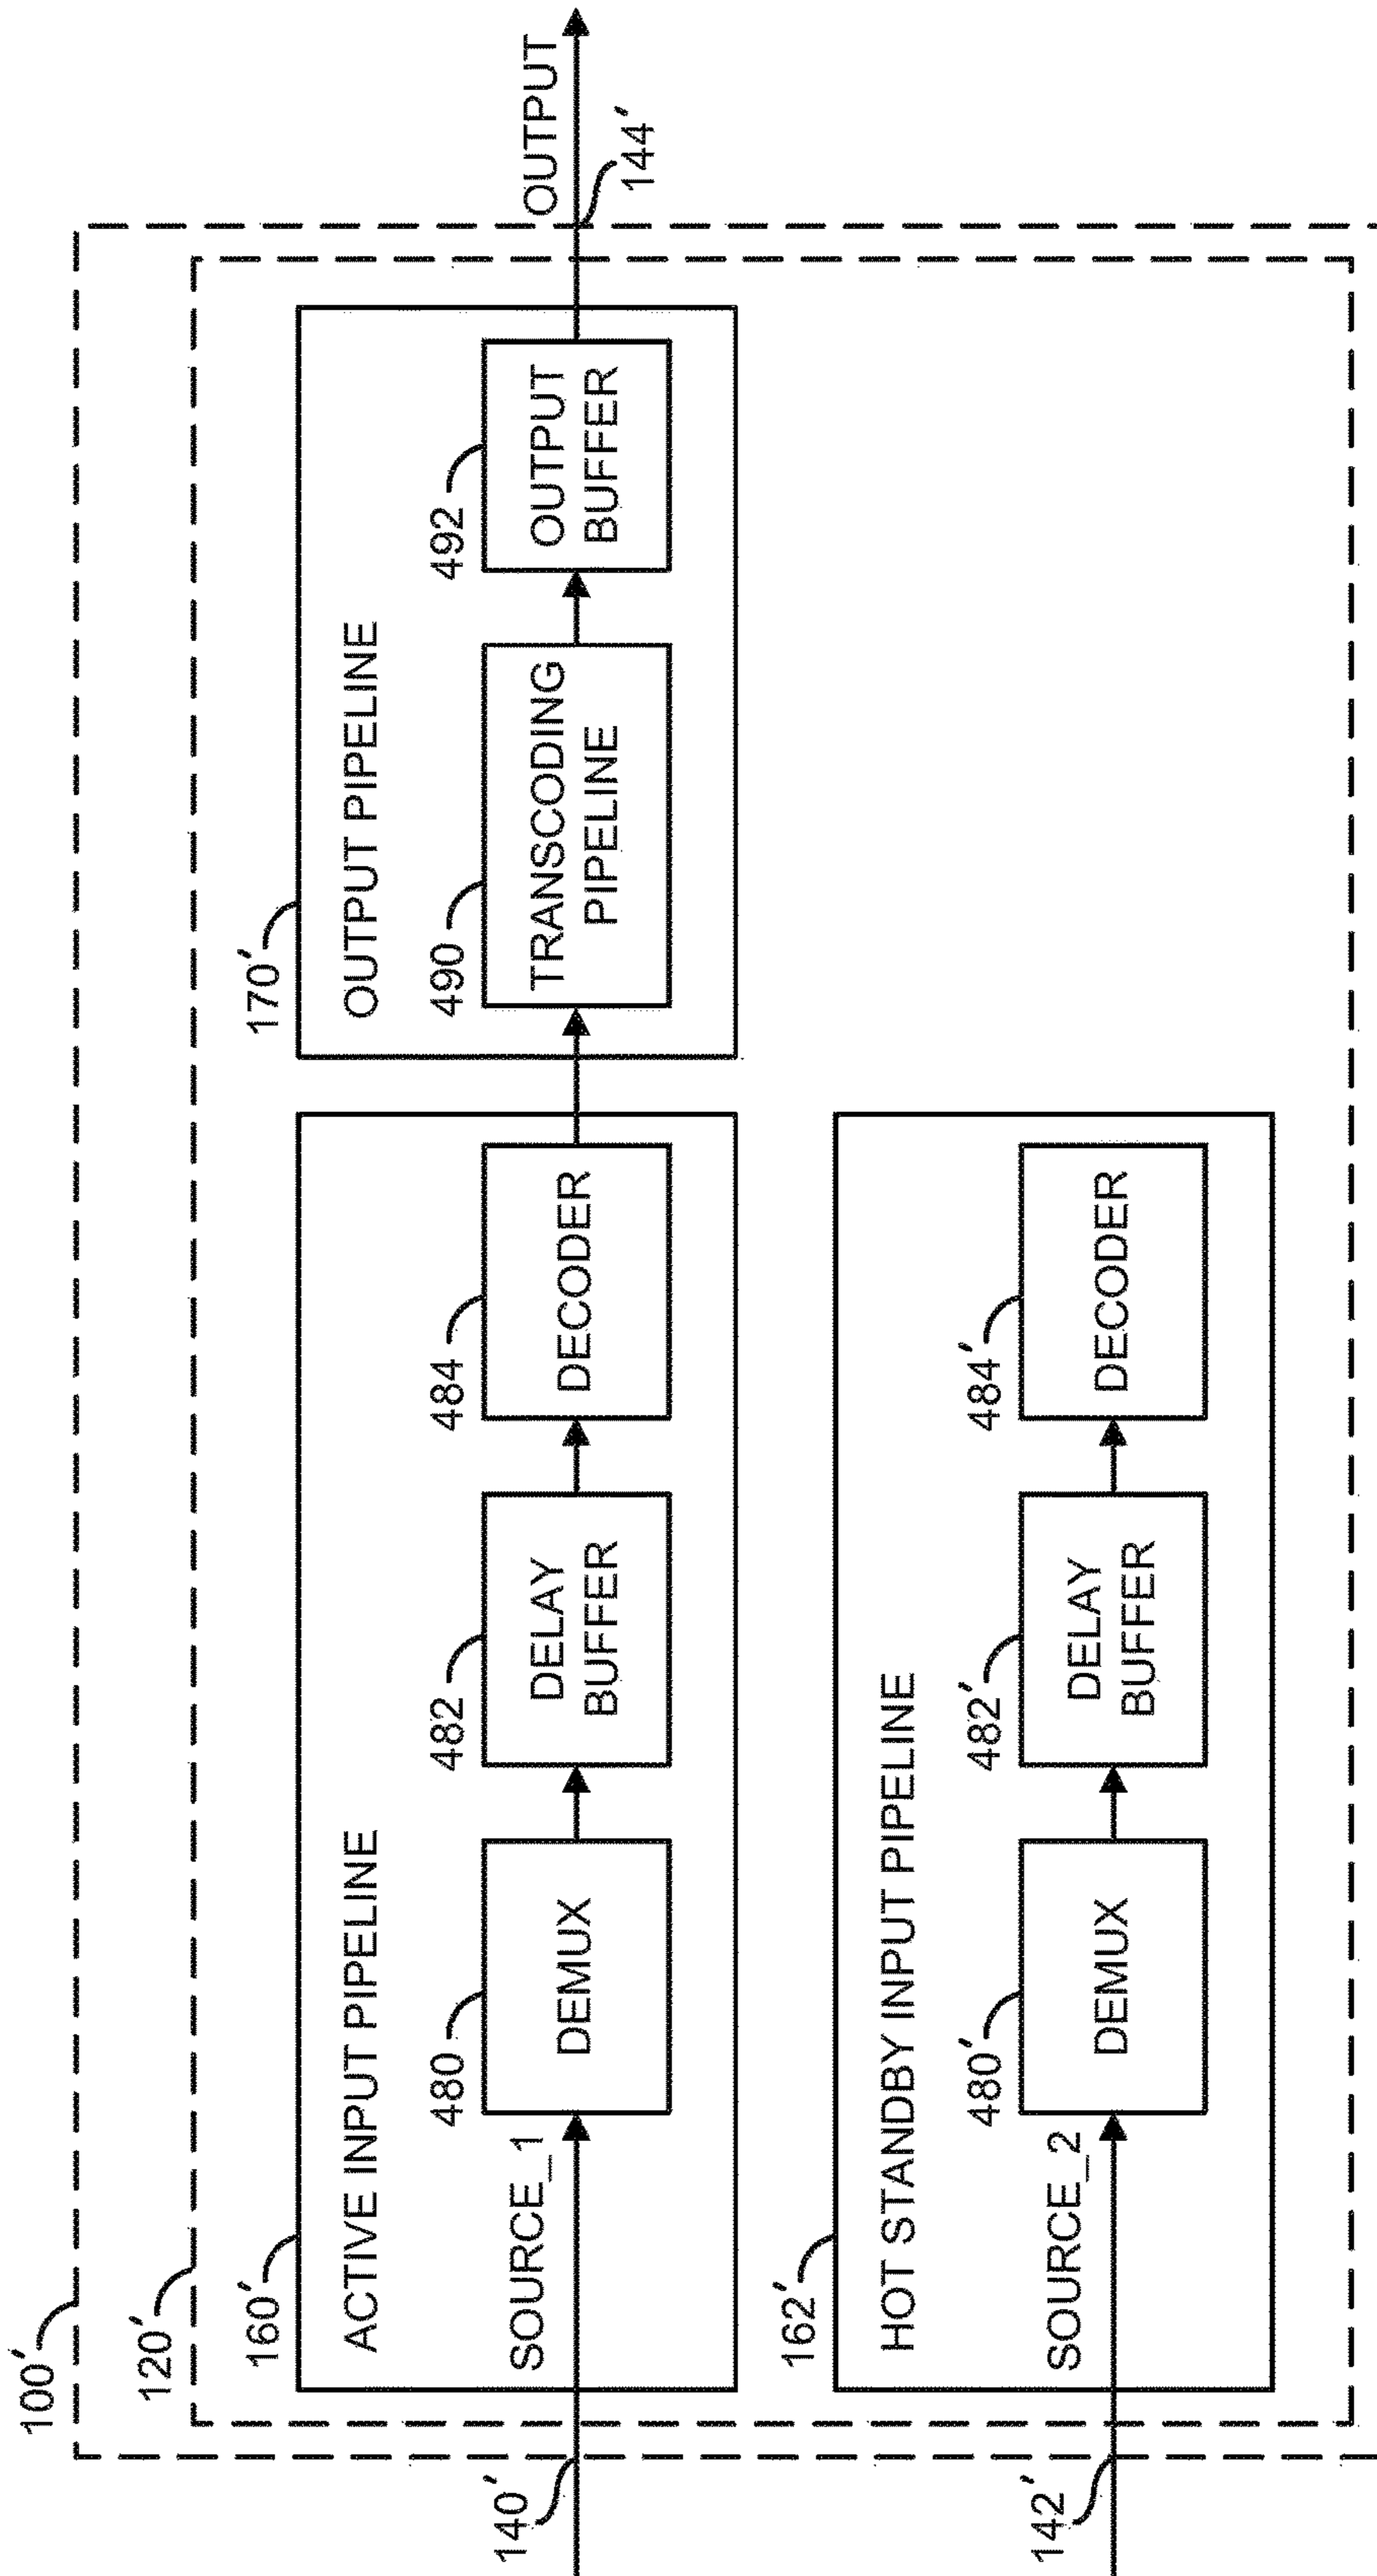 100′
120′
160′
ACTIVE INPUT PIPELINE
140′
SOURCE_1
480
DEMUX
482
DELAY
BUFFER
484
DECODER
170′
OUTPUT PIPELINE
490
TRANSCODING
PIPELINE
492
OUTPUT
BUFFER
OUTPUT
144′
162′
HOT STANDBY INPUT PIPELINE
142′
SOURCE_2
480′
DEMUX
482′
DELAY
BUFFER
484′
DECODER